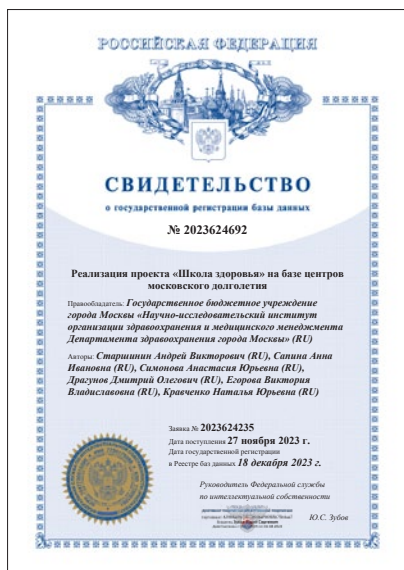 РОССИЙСКАЯ ФЕДЕРАЦИЯ
СВИДЕТЕЛЬСТВО
о государственной регистрации базы данных
№ 2023624692
Реализация проекта «Школа здоровья» на базе центров
московского долголетия
Правообладатель: Государственное бюджетное учреждение
города Москвы «Научно-исследовательский институт
организации здравоохранения и медицинского менеджмента
Департамента здравоохранения города Москвы» (RU)
Авторы: Старшинин Андрей Викторович (RU), Сапина Анна
Ивановна (RU), Симонова Анастасия Юрьевна (RU),
Драгунов Дмитрий Олегович (RU), Егорова Виктория
Владиславовна (RU), Кравченко Наталья Юрьевна (RU)
Заявка № 2023624235
Дата поступления 27 ноября 2023 г.
Дата государственной регистрации
в Реестре баз данных 18 декабря 2023 г.
Руководитель Федеральной службы
по интеллектуальной собственности
Ю.С. Зубов